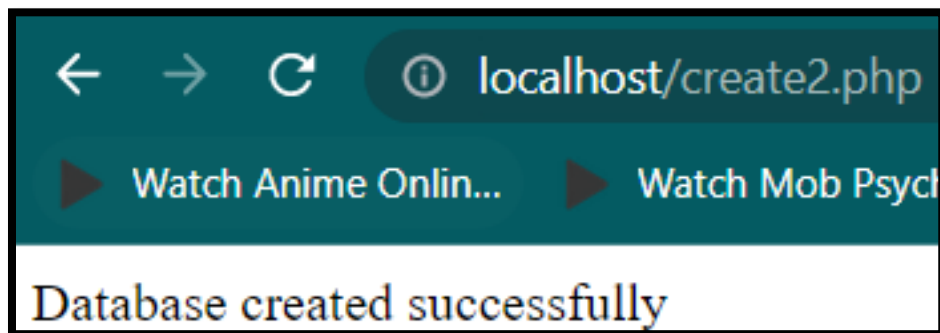 localhost/create2.php
Watch Anime Onlin... Watch Mob Psych
Database created successfully